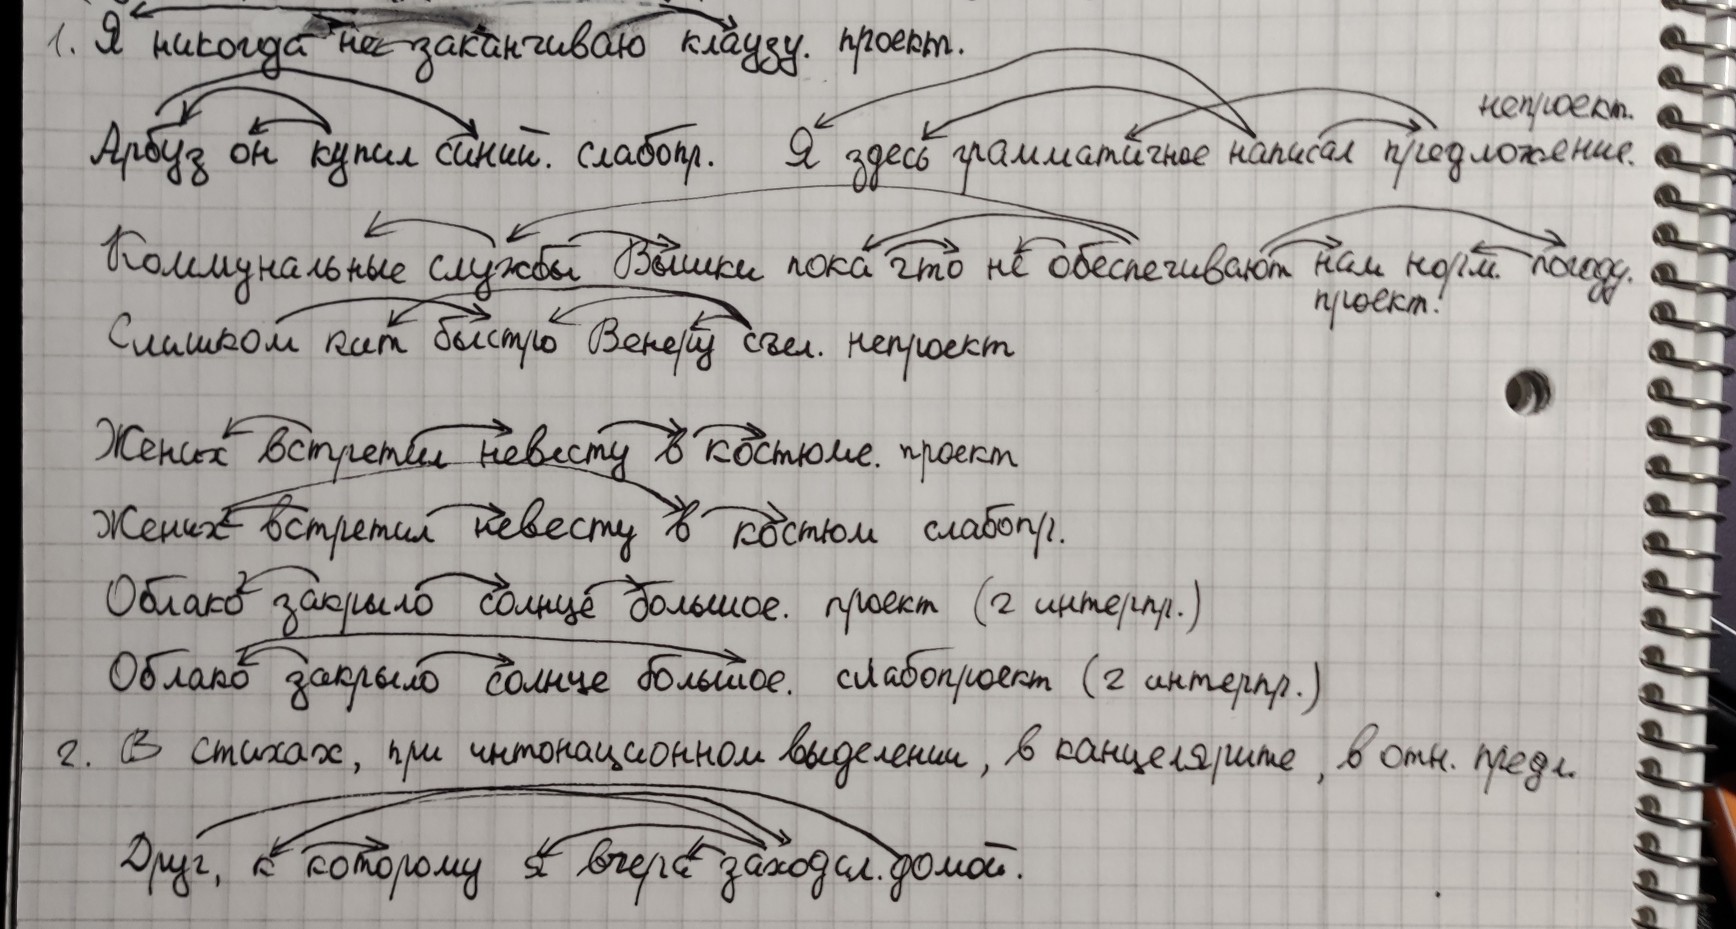 1. Я никогда не заканчиваю клаузу. проект.
непроект.
Арбуз он купил синий. слабопр. Я здесь грамматичное написал предложение.
Коммунальные службы Вышки пока что не обеспечивают нам норм. погоду.
проект.
Слишком кит быстро Венеру съел. непроект
Жених встретил невесту в костюме. проект
Жених встретил невесту в костюм слабопр.
Облако закрыло солнце большое. проект (2 интерпр.)
Облако закрыло солнце большое. слабопроект (2 интерпр.)
2. В стихах, при интонационном выделении, в канцелярите, в отн. предл.
Друг, к которому я вчера заходил. домой.